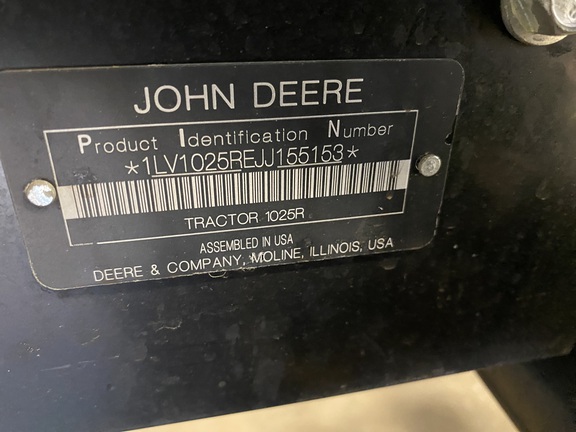 JOHN DEERE
Product Identification Number
*1LV1025REJJ155153*
TRACTOR 1025R
ASSEMBLED IN USA
DEERE & COMPANY, MOLINE, ILLINOIS, USA